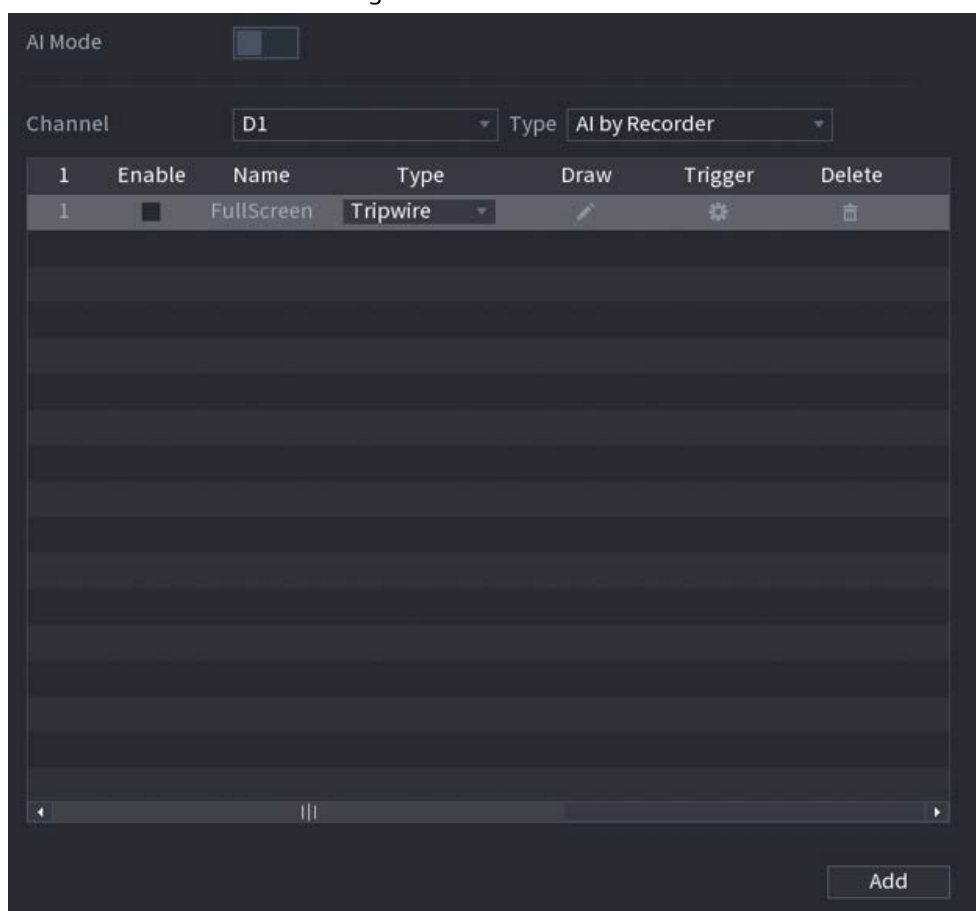 AI Mode
Channel D1 Type AI by Recorder
1 Enable Name Type Draw Trigger Delete
1 FullScreen Tripwire
Add